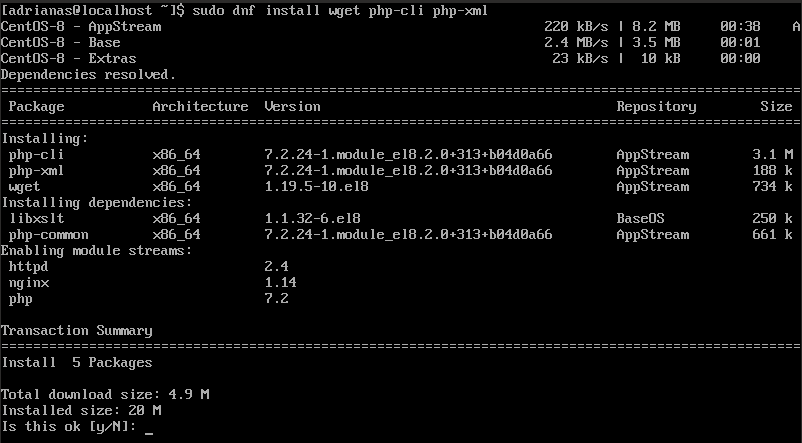 [adrianas@localhost ~]$ sudo dnf install wget php-cli php-xml
CentOS-8 - AppStream                                                220 kB/s | 8.2 MB     00:38    A
CentOS-8 - Base                                                     2.4 MB/s | 3.5 MB     00:01
CentOS-8 - Extras                                                    23 kB/s |  10 kB     00:00
Dependencies resolved.
====================================================================================================
 Package           Architecture  Version                                     Repository        Size
====================================================================================================
Installing:
 php-cli           x86_64        7.2.24-1.module_el8.2.0+313+b04d0a66        AppStream        3.1 M
 php-xml           x86_64        7.2.24-1.module_el8.2.0+313+b04d0a66        AppStream        188 k
 wget              x86_64        1.19.5-10.el8                               AppStream        734 k
Installing dependencies:
 libxslt           x86_64        1.1.32-6.el8                                BaseOS           250 k
 php-common        x86_64        7.2.24-1.module_el8.2.0+313+b04d0a66        AppStream        661 k
Enabling module streams:
 httpd                           2.4
 nginx                           1.14
 php                             7.2
Transaction Summary
====================================================================================================
Install  5 Packages
Total download size: 4.9 M
Installed size: 20 M
Is this ok [y/N]: _